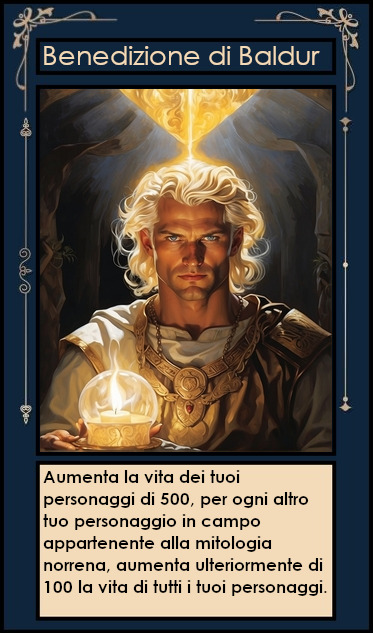 Benedizione di Baldur
Aumenta la vita dei tuoi
personaggi di 500, per ogni altro
tuo personaggio in campo
appartenente alla mitologia
norrena, aumenta ulteriormente di
100 la vita di tutti i tuoi personaggi.